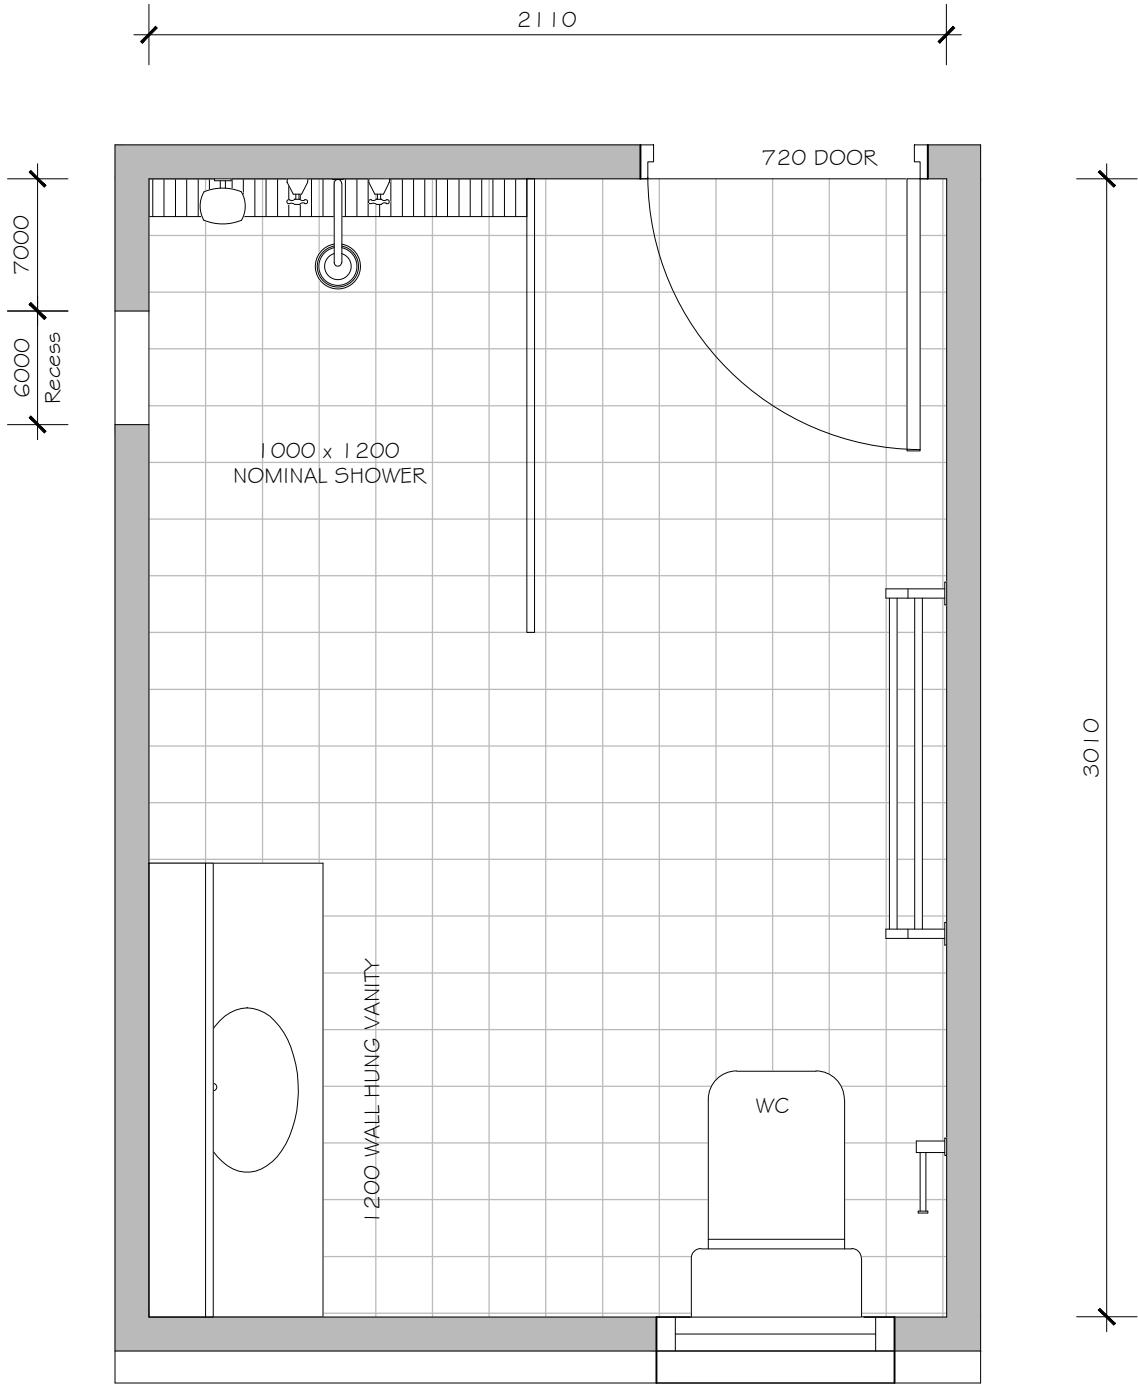 2110
720 DOOR
7000
6000
Recess
1000 x 1200
NOMINAL SHOWER
3010
1200 WALL HUNG VANITY
WC